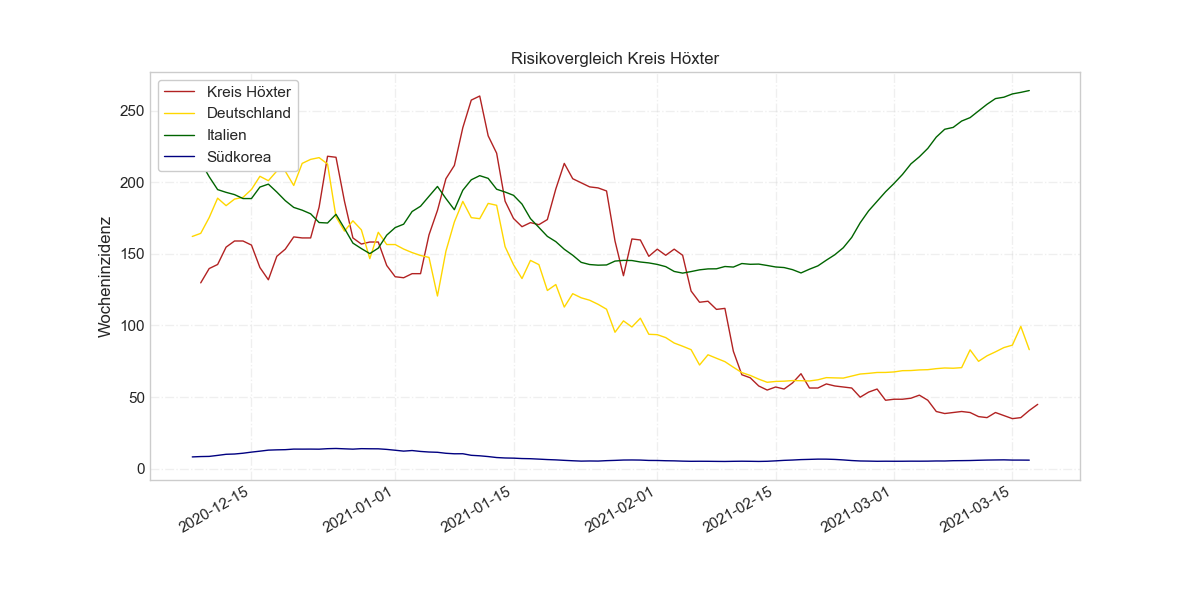 Risikovergleich Kreis Höxter
Wocheninzidenz
250
200
150
100
50
0
Kreis Höxter
Deutschland
Italien
Südkorea
2020-12-15
2021-01-01
2021-01-15
2021-02-01
2021-02-15
2021-03-01
2021-03-15